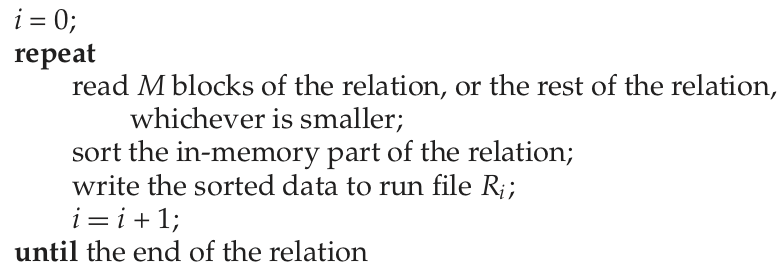 i = 0;
repeat
read M blocks of the relation, or the rest of the relation,
whichever is smaller;
sort the in-memory part of the relation;
write the sorted data to run file Rᵢ;
i = i + 1;
until the end of the relation